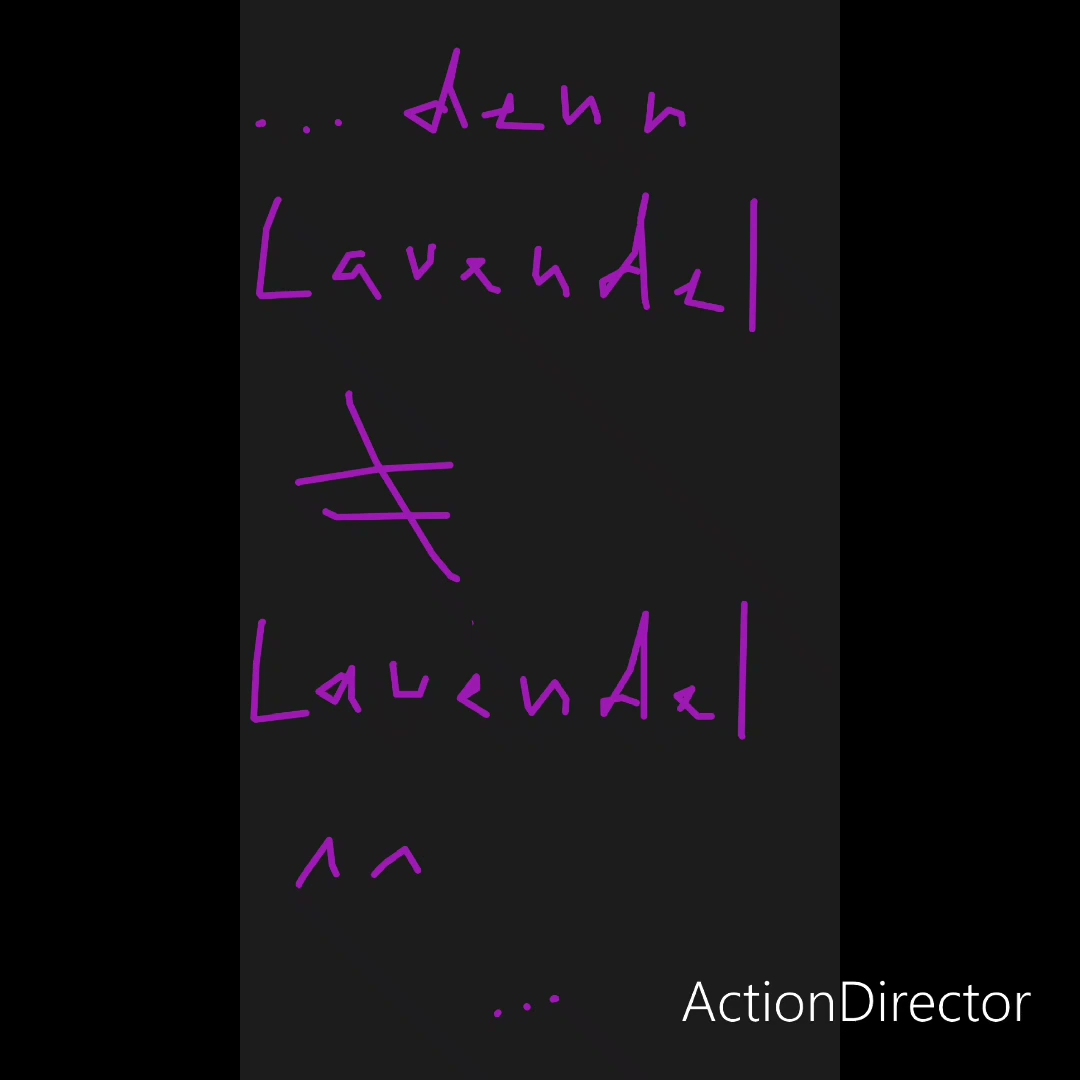 ... denn
Lavendel
≠
Lavendel
^^
...
ActionDirector